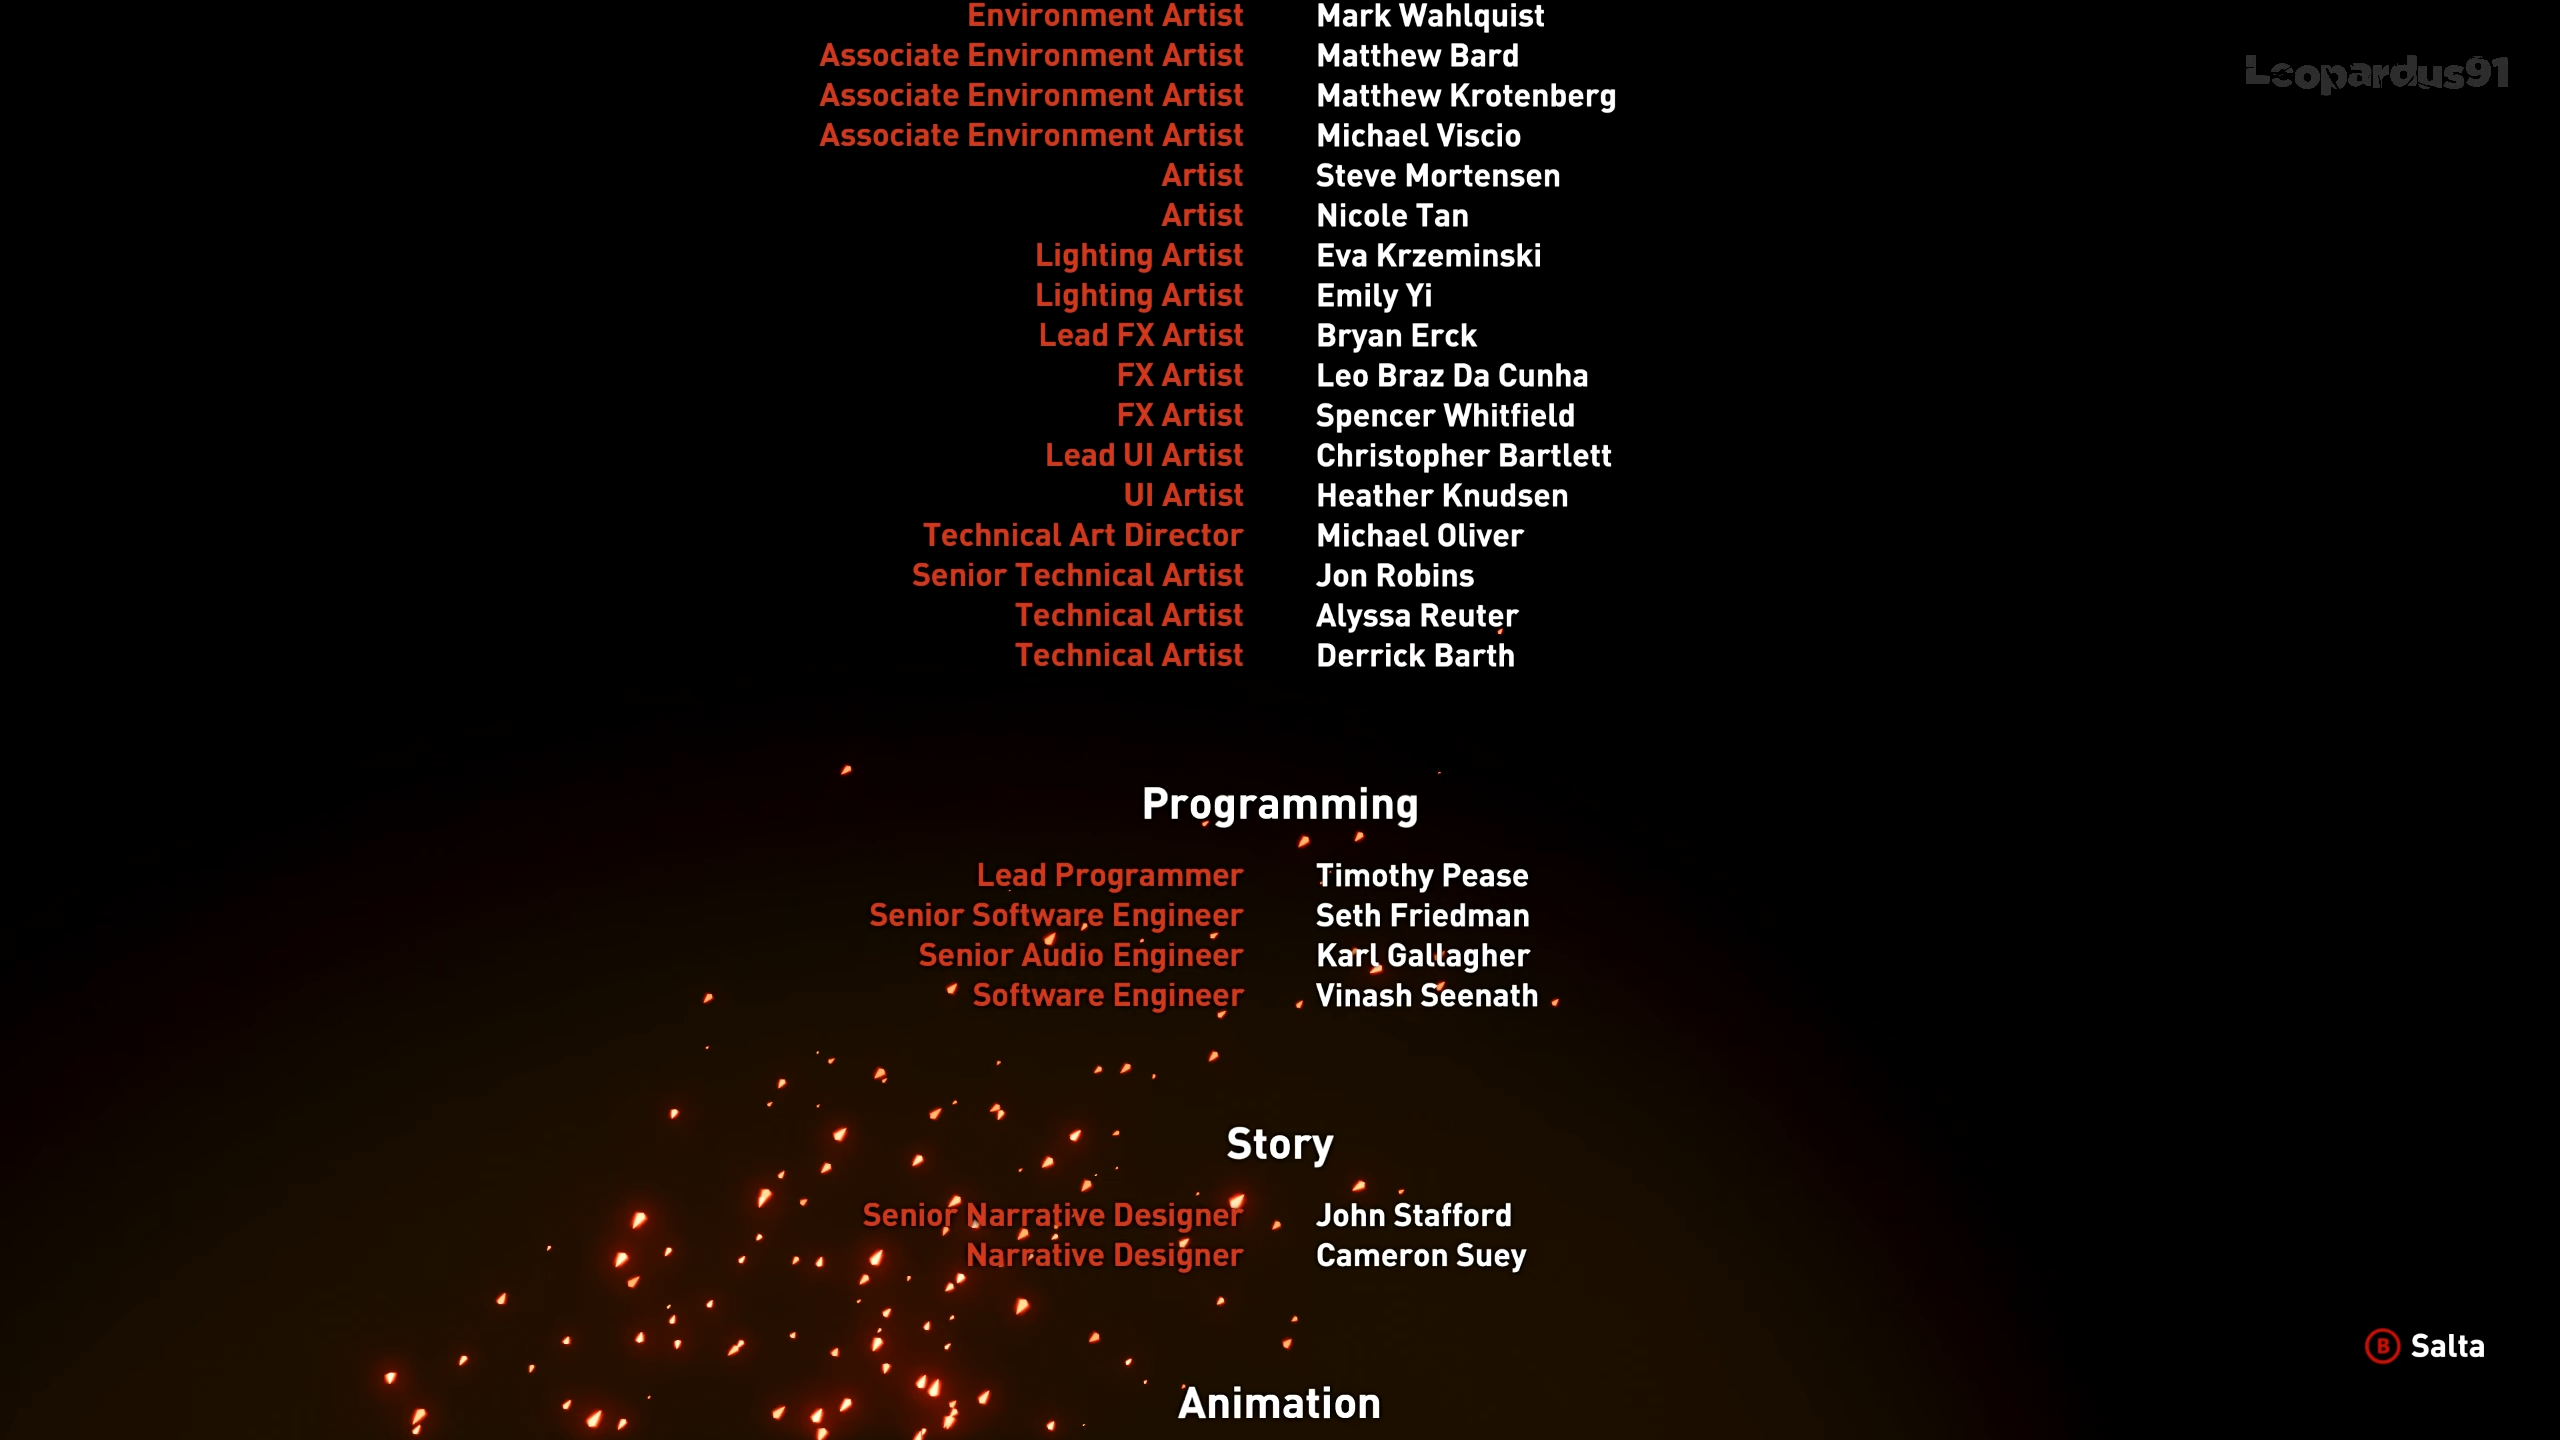 Environment Artist Mark Wahlquist
Leopardus91
Associate Environment Artist Matthew Bard
Associate Environment Artist Matthew Krotenberg
Associate Environment Artist Michael Viscio
Artist Steve Mortensen
Artist Nicole Tan
Lighting Artist Eva Krzeminski
Lighting Artist Emily Yi
Lead FX Artist Bryan Erck
FX Artist Leo Braz Da Cunha
FX Artist Spencer Whitfield
Lead UI Artist Christopher Bartlett
UI Artist Heather Knudsen
Technical Art Director Michael Oliver
Senior Technical Artist Jon Robins
Technical Artist Alyssa Reuter
Technical Artist Derrick Barth
Programming
Lead Programmer Timothy Pease
Senior Software Engineer Seth Friedman
Senior Audio Engineer Karl Gallagher
Software Engineer Vinash Seenath
Story
Senior Narrative Designer John Stafford
Narrative Designer Cameron Suey
B Salta
Animation